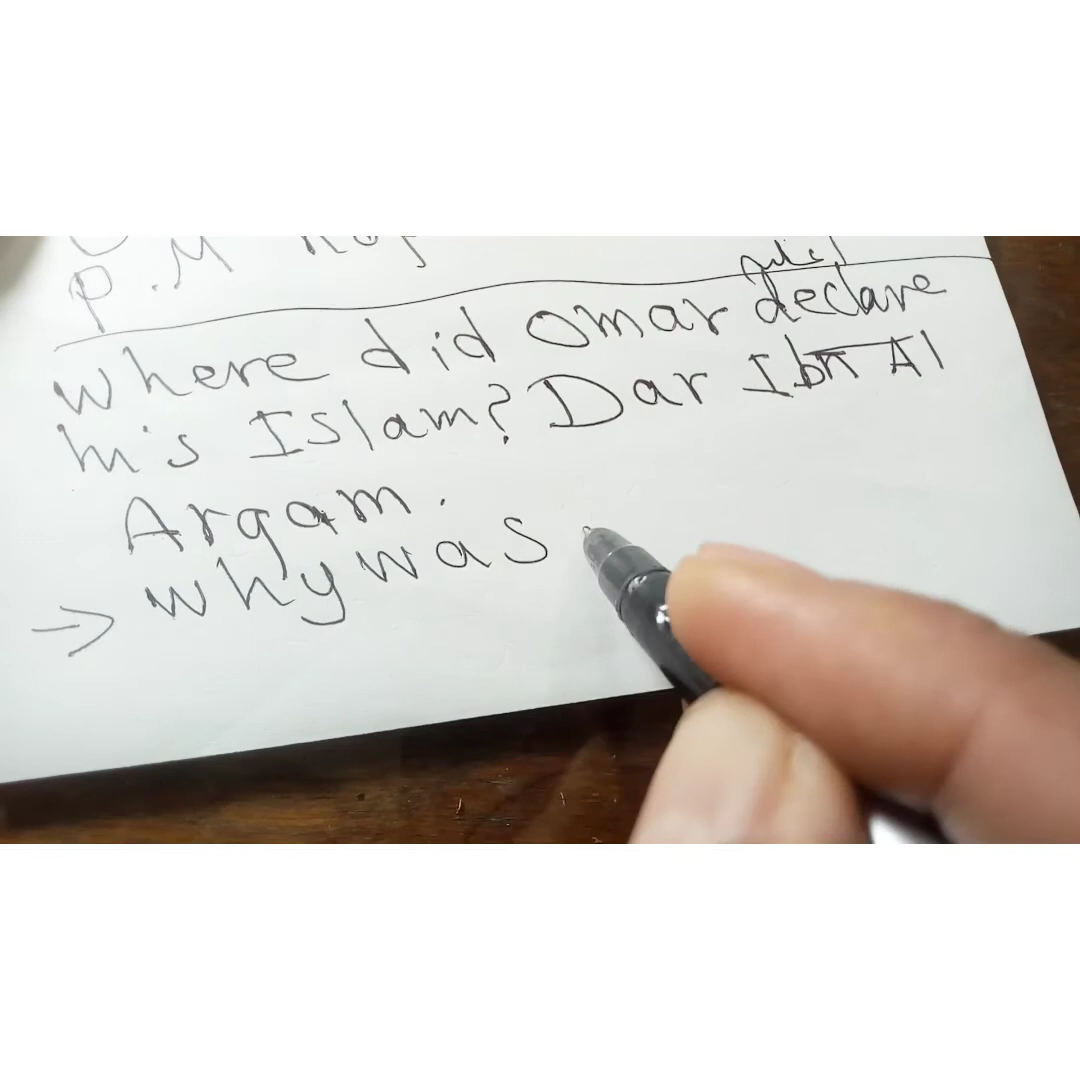 P.M
where did Omar declare
his Islam? Dar Ibn Al
Arqam.
→ why was